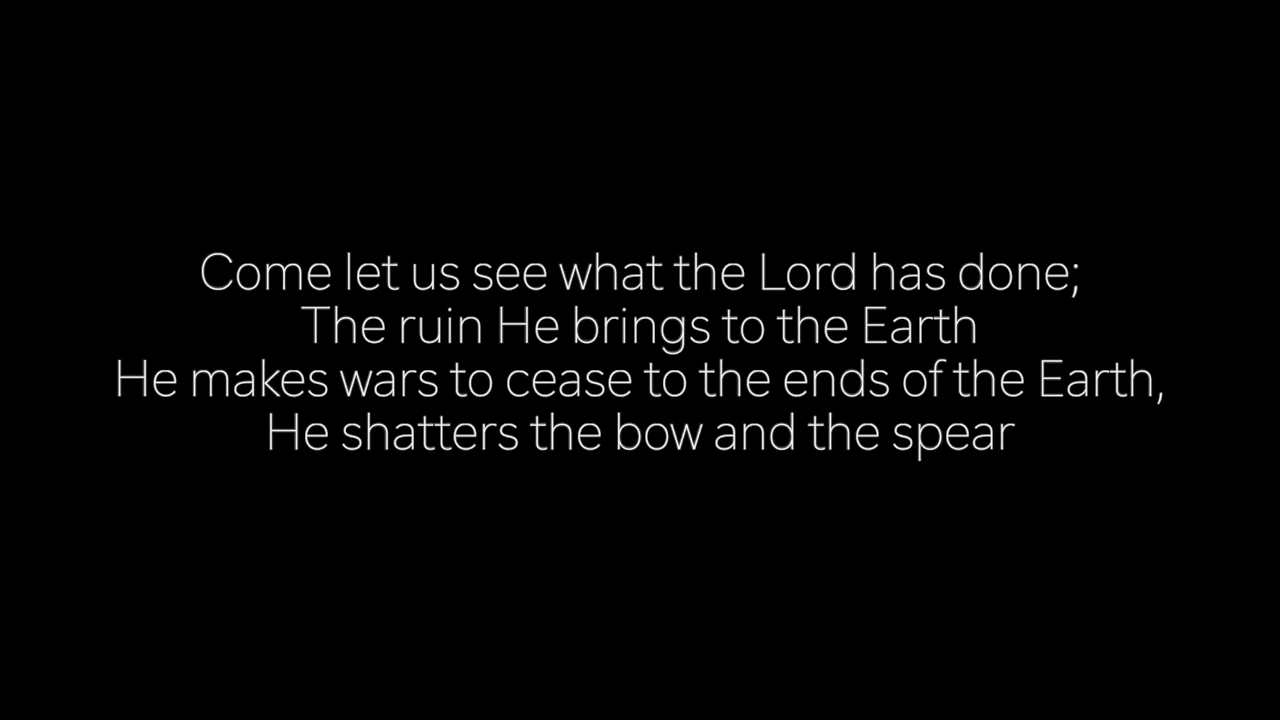 Come let us see what the Lord has done;
The ruin He brings to the Earth
He makes wars to cease to the ends of the Earth,
He shatters the bow and the spear